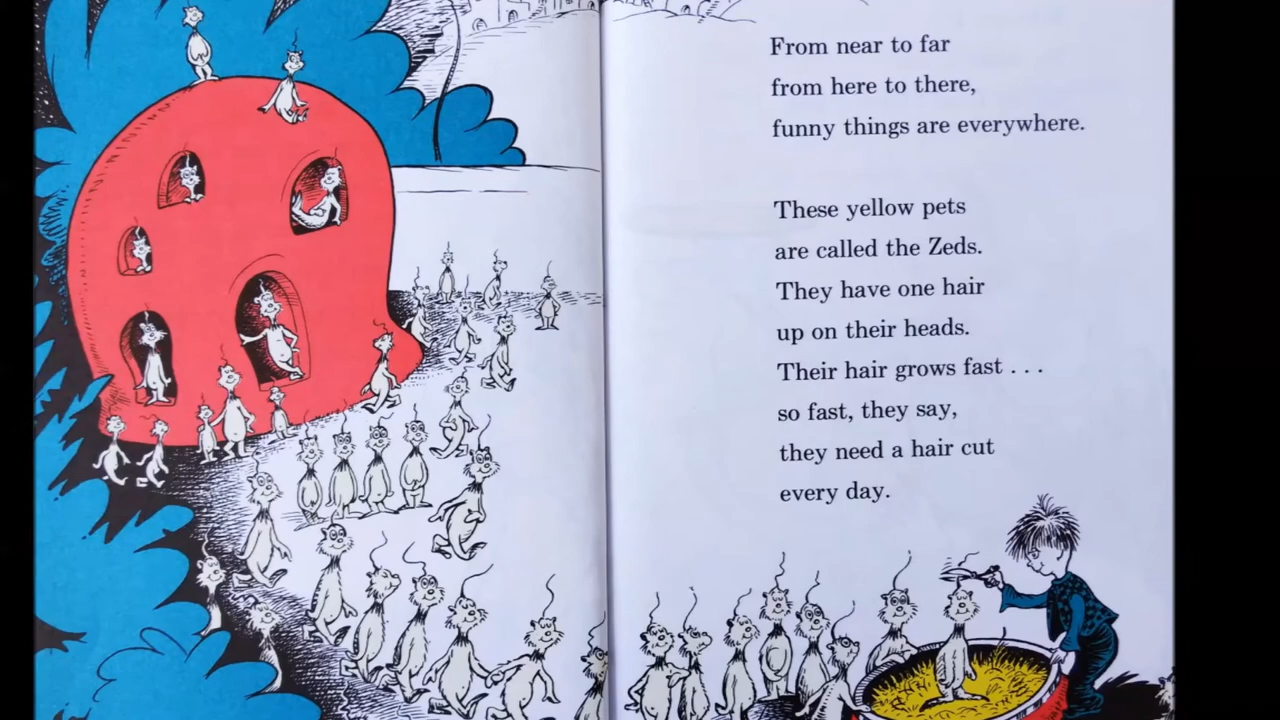 From near to far
from here to there,
funny things are everywhere.
These yellow pets
are called the Zeds.
They have one hair
up on their heads.
Their hair grows fast . . .
so fast, they say,
they need a hair cut
every day.